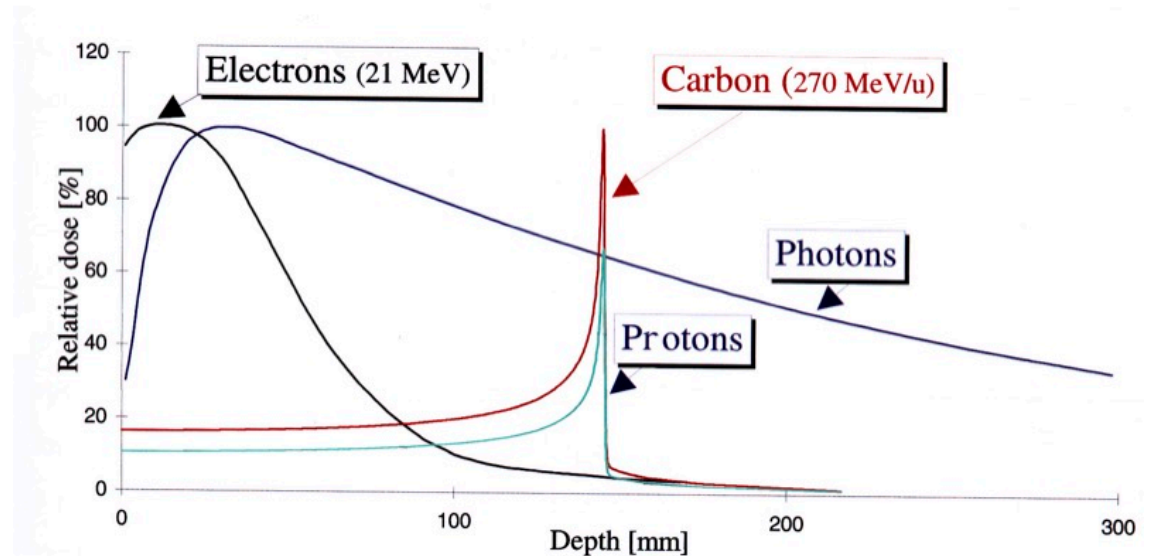 120
Electrons (21 MeV)
Carbon (270 MeV/u)
100
80
Relative dose [%]
Photons
60
Protons
40
20
0
0
100
200
300
Depth [mm]